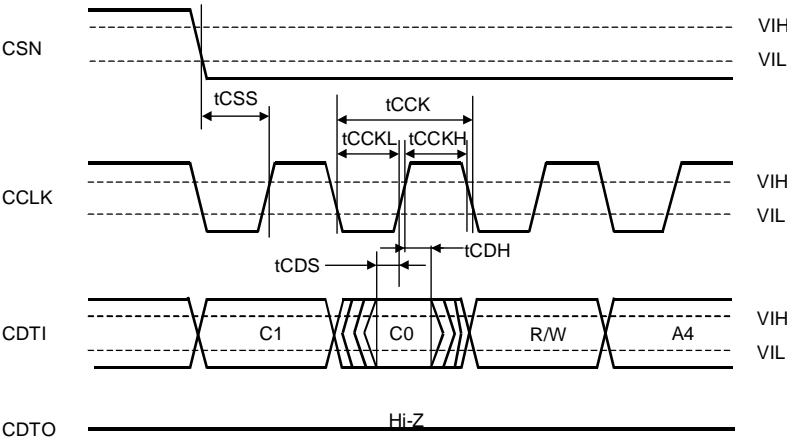 VIH
CSN
VIL
tCSS
tCCK
tCCKL
tCCKH
CCLK
VIH
VIL
tCDS
tCDH
CDTI
C1
C0
R/W
A4
VIH
VIL
CDTO
Hi-Z